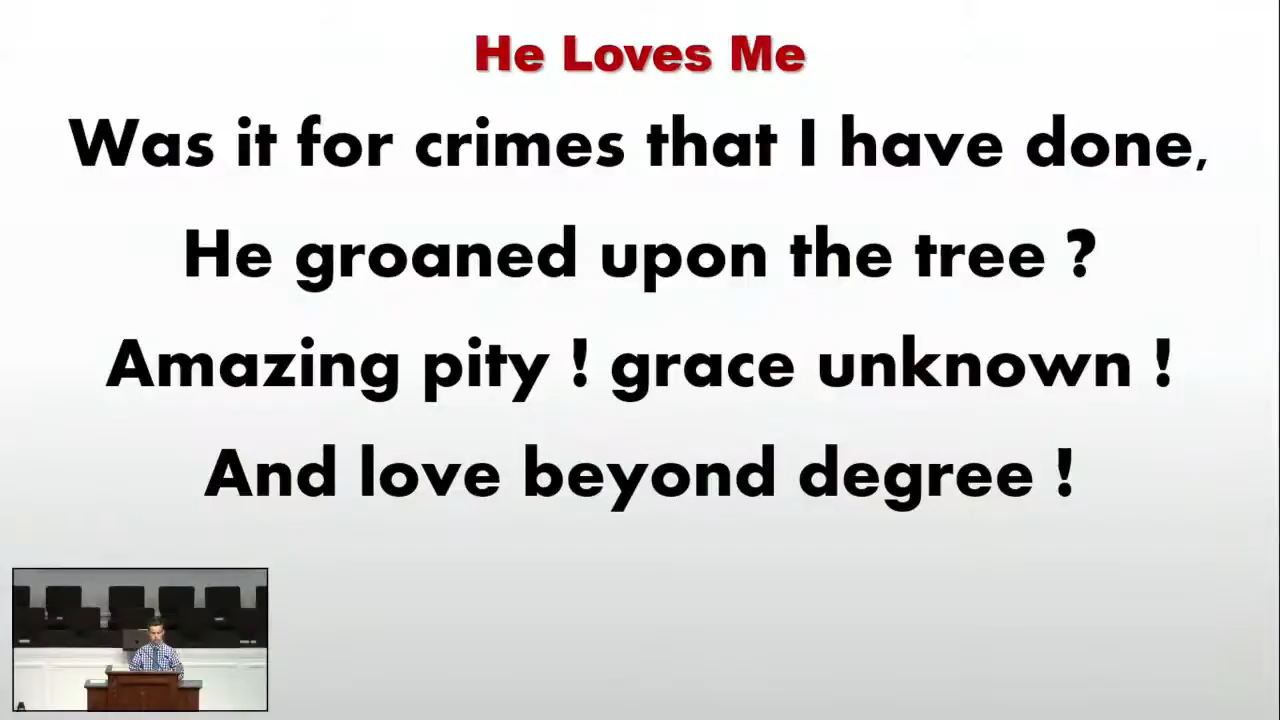 He Loves Me
Was it for crimes that I have done,
He groaned upon the tree ?
Amazing pity ! grace unknown !
And love beyond degree !